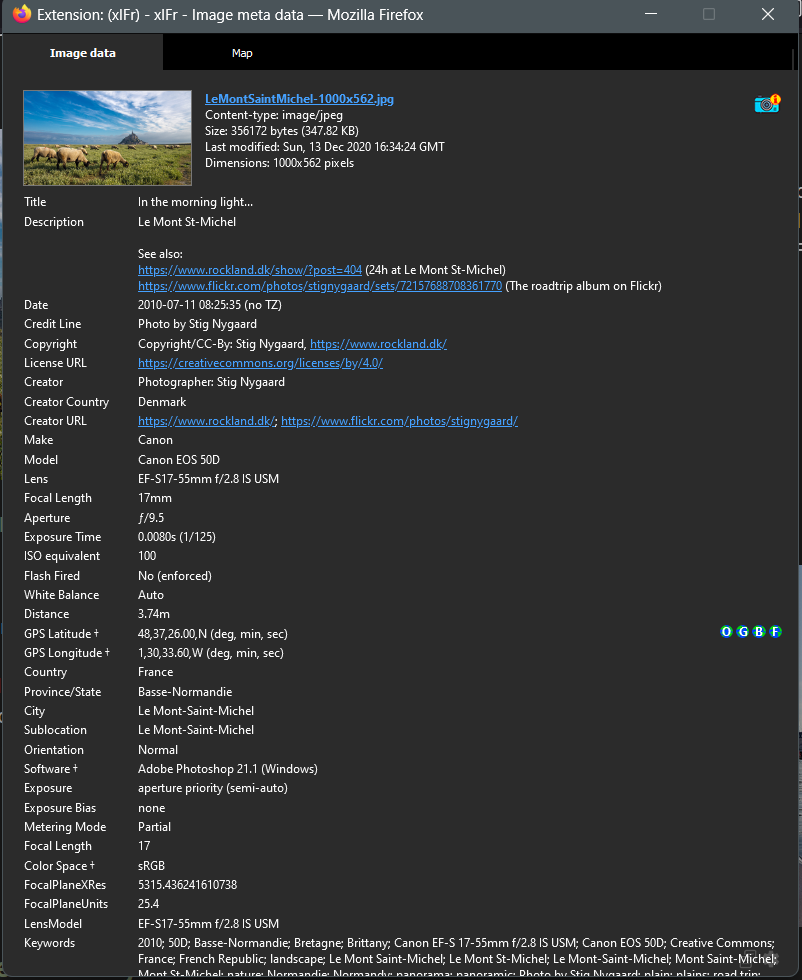 Extension: (xIFr) - xIFr - Image meta data — Mozilla Firefox
Image data Map
LeMontSaintMichel-1000x562.jpg
Content-type: image/jpeg
Size: 356172 bytes (347.82 KB)
Last modified: Sun, 13 Dec 2020 16:34:24 GMT
Dimensions: 1000x562 pixels
Title In the morning light...
Description Le Mont St-Michel
See also:
https://www.rockland.dk/show/?post=404 (24h at Le Mont St-Michel)
https://www.flickr.com/photos/stignygaard/sets/72157688708361770 (The roadtrip album on Flickr)
Date 2010-07-11 08:25:35 (no TZ)
Credit Line Photo by Stig Nygaard
Copyright Copyright/CC-By: Stig Nygaard, https://www.rockland.dk/
License URL https://creativecommons.org/licenses/by/4.0/
Creator Photographer: Stig Nygaard
Creator Country Denmark
Creator URL https://www.rockland.dk/; https://www.flickr.com/photos/stignygaard/
Make Canon
Model Canon EOS 50D
Lens EF-S17-55mm f/2.8 IS USM
Focal Length 17mm
Aperture ƒ/9.5
Exposure Time 0.0080s (1/125)
ISO equivalent 100
Flash Fired No (enforced)
White Balance Auto
Distance 3.74m
GPS Latitude † 48,37,26.00,N (deg, min, sec) O G B F
GPS Longitude † 1,30,33.60,W (deg, min, sec)
Country France
Province/State Basse-Normandie
City Le Mont-Saint-Michel
Sublocation Le Mont-Saint-Michel
Orientation Normal
Software † Adobe Photoshop 21.1 (Windows)
Exposure aperture priority (semi-auto)
Exposure Bias none
Metering Mode Partial
Focal Length 17
Color Space † sRGB
FocalPlaneXRes 5315.436241610738
FocalPlaneUnits 25.4
LensModel EF-S17-55mm f/2.8 IS USM
Keywords 2010; 50D; Basse-Normandie; Bretagne; Brittany; Canon EF-S 17-55mm f/2.8 IS USM; Canon EOS 50D; Creative Commons;
France; French Republic; landscape; Le Mont Saint-Michel; Le Mont St-Michel; Le Mont-Saint-Michel; Mont Saint-Michel;
Mont St-Michel; nature; Normandie; Normandy; panorama; panoramic; Photo by Stig Nygaard; plain; plains; road trip